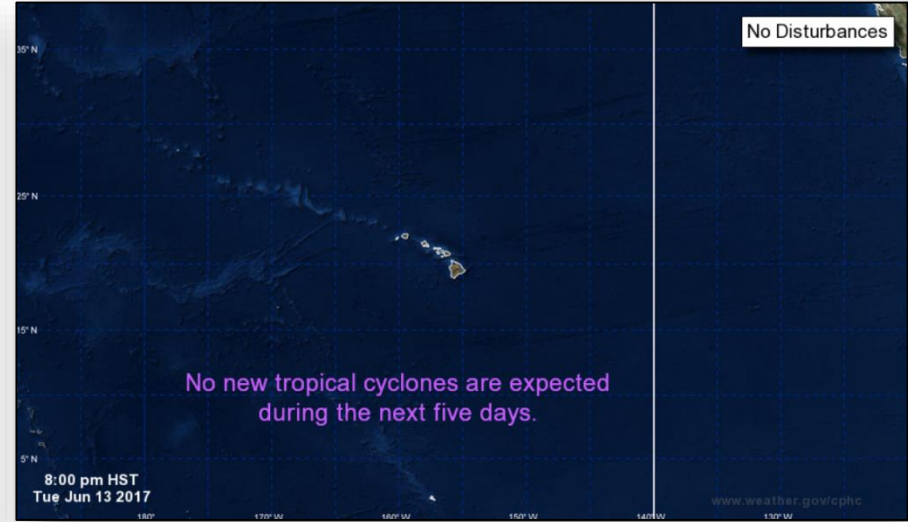 No Disturbances
35° N
25° N
15° N
No new tropical cyclones are expected
during the next five days.
5° N
8:00 pm HST
Tue Jun 13 2017
www.weather.gov/cphc
180°
170° W
160° W
150° W
140° W
130° W